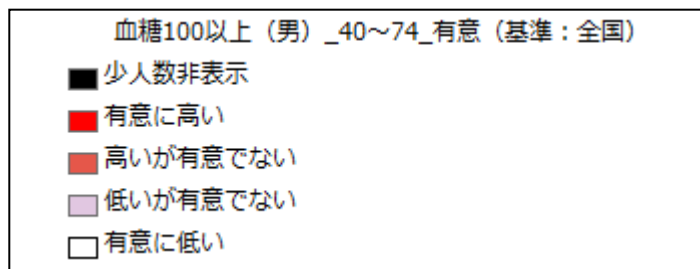 血糖100以上（男）_40～74_有意（基準：全国）
少人数非表示
有意に高い
高いが有意でない
低いが有意でない
有意に低い